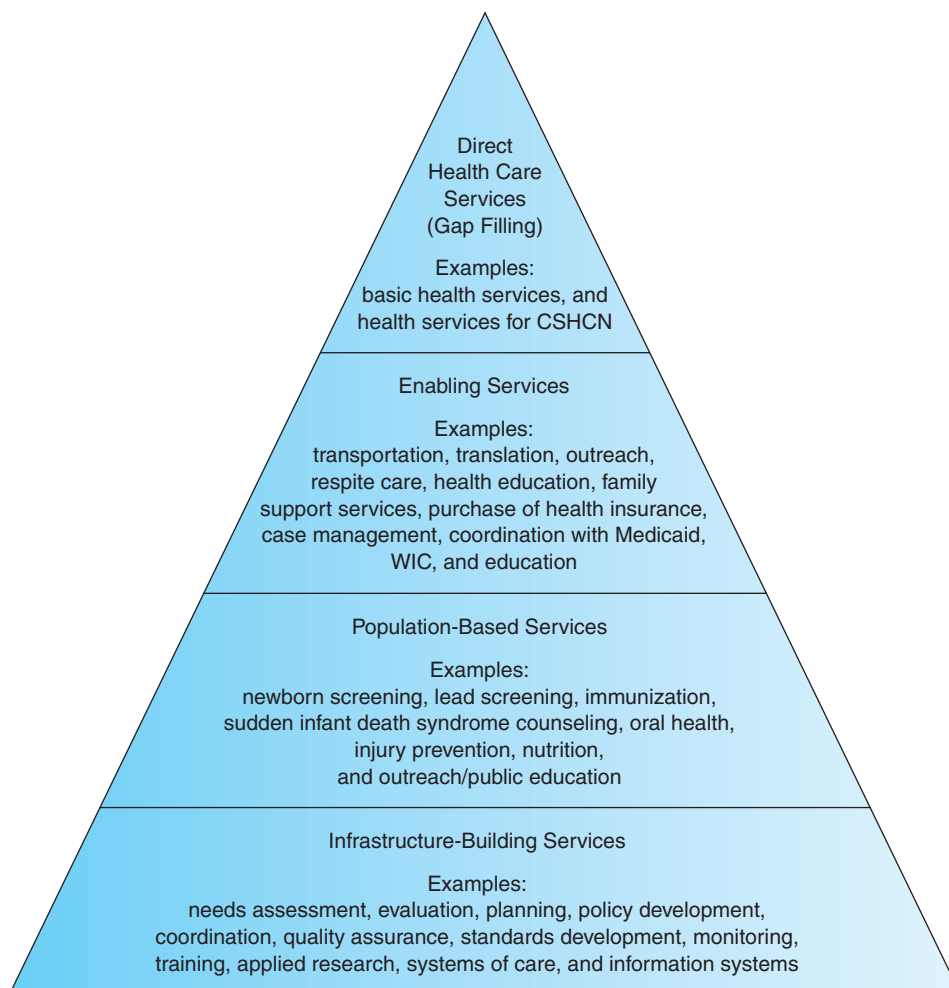 Direct
Health Care
Services
(Gap Filling)
Examples:
basic health services, and
health services for CSHCN
Enabling Services
Examples:
transportation, translation, outreach,
respite care, health education, family
support services, purchase of health insurance,
case management, coordination with Medicaid,
WIC, and education
Population-Based Services
Examples:
newborn screening, lead screening, immunization,
sudden infant death syndrome counseling, oral health,
injury prevention, nutrition,
and outreach/public education
Infrastructure-Building Services
Examples:
needs assessment, evaluation, planning, policy development,
coordination, quality assurance, standards development, monitoring,
training, applied research, systems of care, and information systems